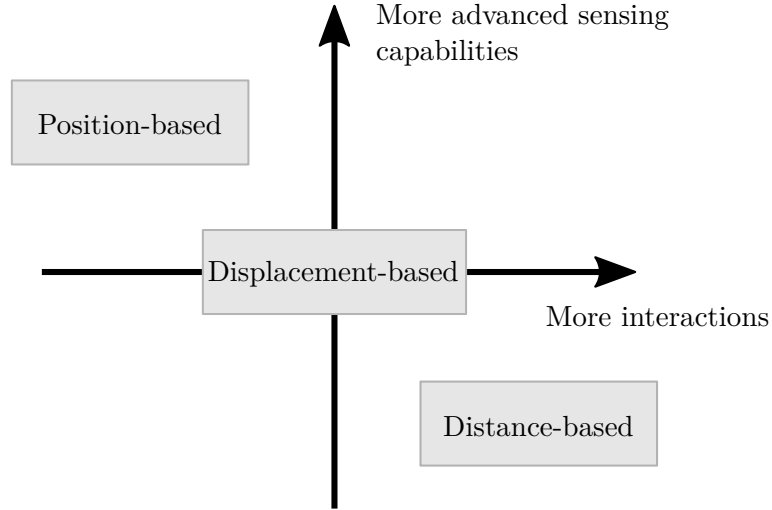 More advanced sensing
capabilities
Position-based
Displacement-based
More interactions
Distance-based